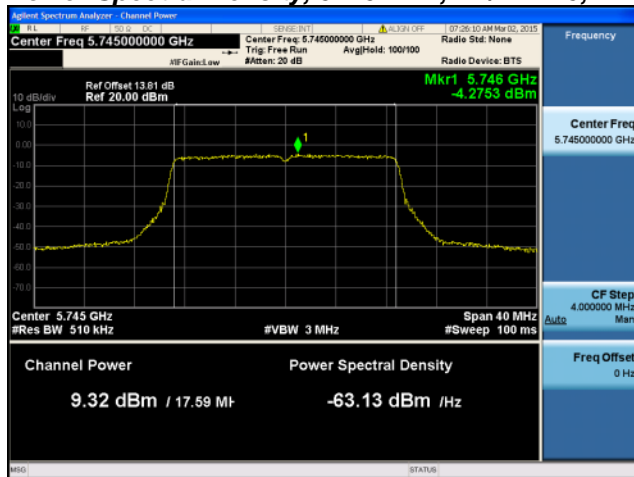 Agilent Spectrum Analyzer - Channel Power
RL RF 50 Ω DC SENSE:INT ALIGN OFF 07:26:10 AM Mar 02, 2015
Center Freq 5.745000000 GHz
Center Freq: 5.745000000 GHz Radio Std: None
Trig: Free Run Avg|Hold: 100/100
#IFGain:Low #Atten: 20 dB Radio Device: BTS
Frequency
Ref Offset 13.81 dB
Mkr1 5.746 GHz
10 dB/div Ref 20.00 dBm -4.2753 dBm
Log
10.0
0.00
1
-10.0
-20.0
-30.0
-40.0
-50.0
-60.0
-70.0
Center Freq
5.745000000 GHz
Center 5.745 GHz Span 40 MHz
#Res BW 510 kHz #VBW 3 MHz #Sweep 100 ms
CF Step
4.000000 MHz
Auto Man
Channel Power Power Spectral Density
9.32 dBm / 17.59 MH -63.13 dBm /Hz
Freq Offset
0 Hz
MSG STATUS